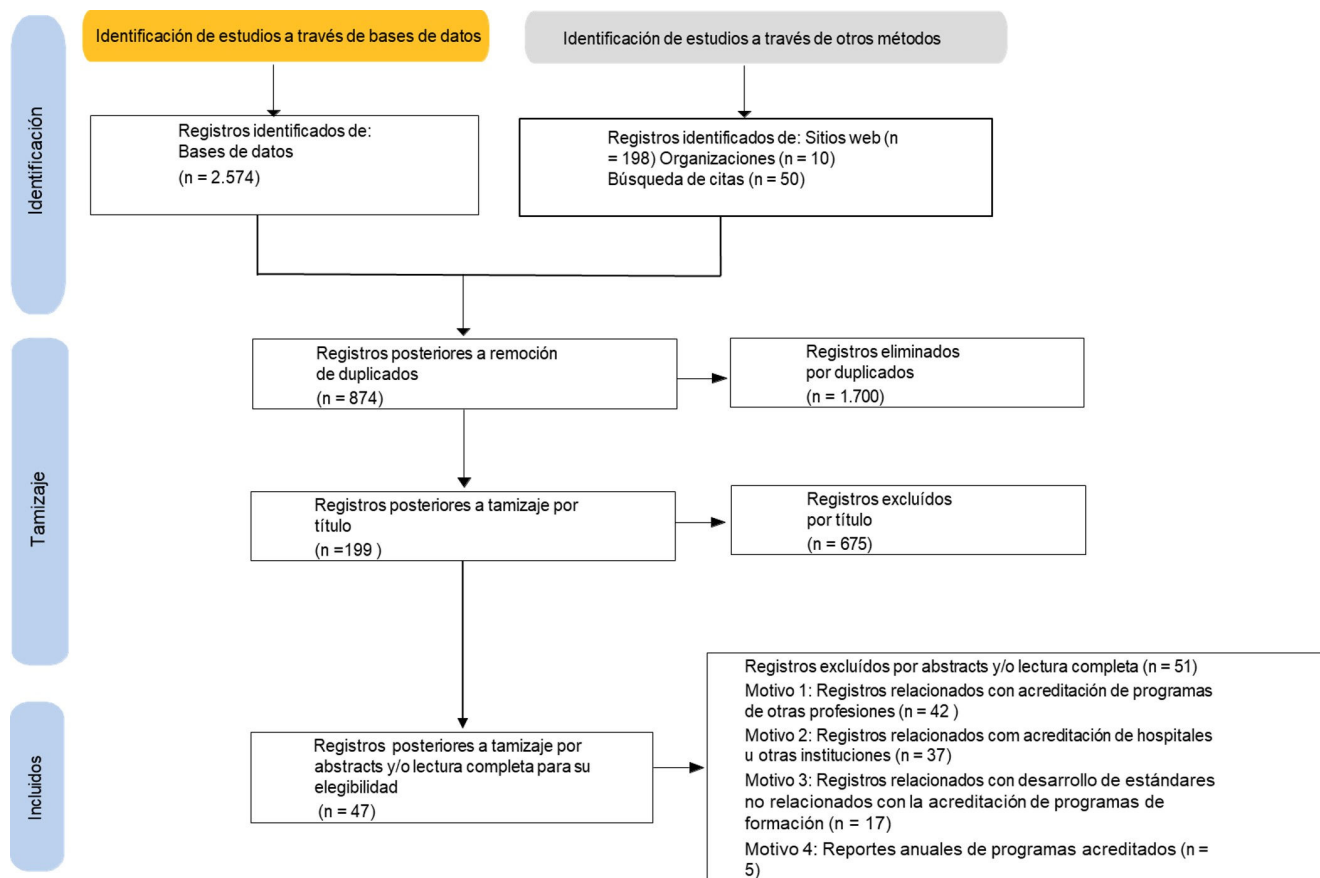 Identificación
Identificación de estudios a través de bases de datos
Identificación de estudios a través de otros métodos
Registros identificados de:
Bases de datos
(n = 2.574)
Registros identificados de: Sitios web (n
= 198) Organizaciones (n = 10)
Búsqueda de citas (n = 50)
Tamizaje
Registros posteriores a remoción
de duplicados
(n = 874)
Registros eliminados
por duplicados
(n = 1.700)
Registros posteriores a tamizaje por
título
(n =199 )
Registros excluídos
por título
(n = 675)
Incluidos
Registros posteriores a tamizaje por
abstracts y/o lectura completa para su
elegibilidad
(n = 47)
Registros excluídos por abstracts y/o lectura completa (n = 51)
Motivo 1: Registros relacionados con acreditación de programas
de otras profesiones (n = 42 )
Motivo 2: Registros relacionados com acreditación de hospitales
u otras instituciones (n = 37)
Motivo 3: Registros relacionados con desarrollo de estándares
no relacionados con la acreditación de programas de
formación (n = 17)
Motivo 4: Reportes anuales de programas acreditados (n =
5)